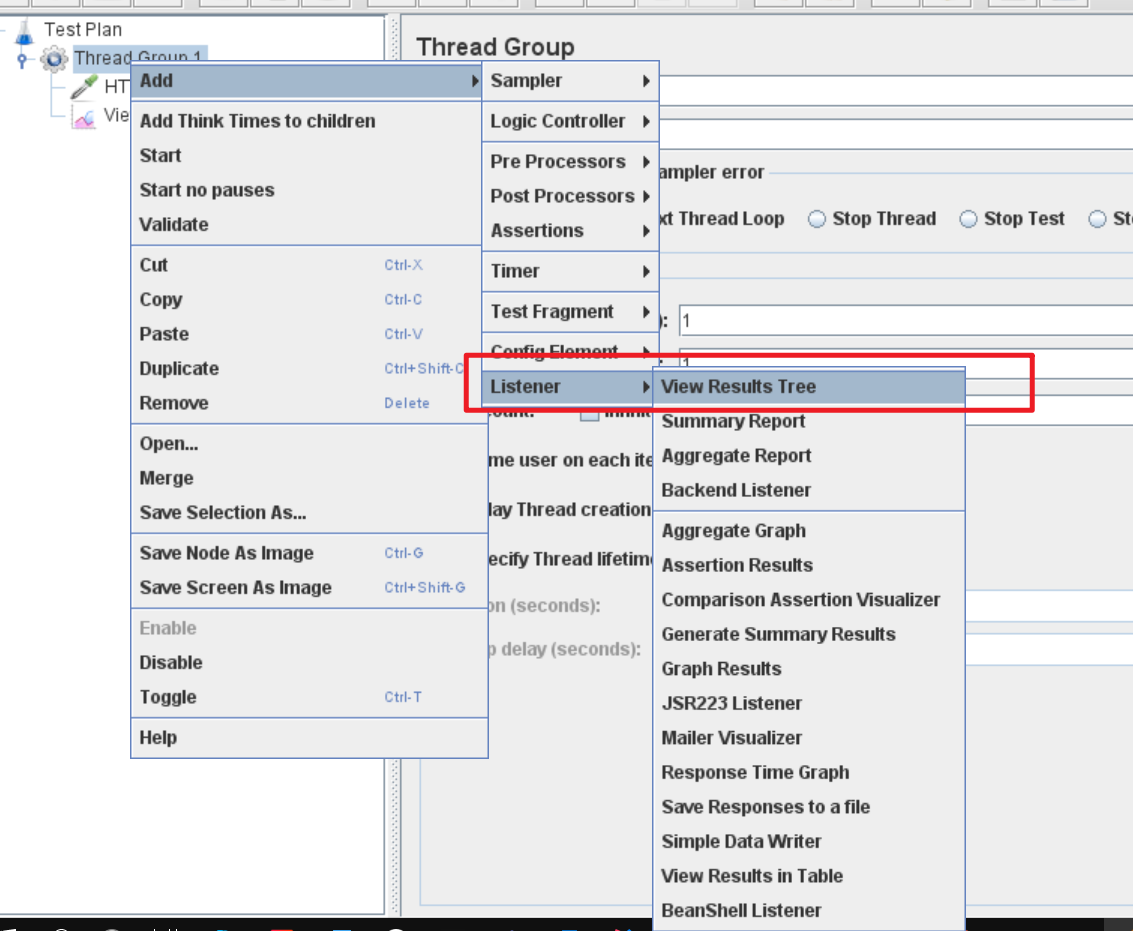 Test Plan
Thread Group 1
HT
Vie
Thread Group
Add
Add Think Times to children
Start
Start no pauses
Validate
Cut Ctrl-X
Copy Ctrl-C
Paste Ctrl-V
Duplicate Ctrl+Shift-C
Remove Delete
Open...
Merge
Save Selection As...
Save Node As Image Ctrl-G
Save Screen As Image Ctrl+Shift-G
Enable
Disable
Toggle Ctrl-T
Help
Sampler
Logic Controller
Pre Processors
Post Processors
Assertions
Timer
Test Fragment
Config Element
Listener
View Results Tree
Summary Report
Aggregate Report
Backend Listener
Aggregate Graph
Assertion Results
Comparison Assertion Visualizer
Generate Summary Results
Graph Results
JSR223 Listener
Mailer Visualizer
Response Time Graph
Save Responses to a file
Simple Data Writer
View Results in Table
BeanShell Listener
ampler error
xt Thread Loop Stop Thread Stop Test St
): 1
: 1
ount: Infinit
me user on each ite
lay Thread creation
ecify Thread lifetim
on (seconds):
p delay (seconds):